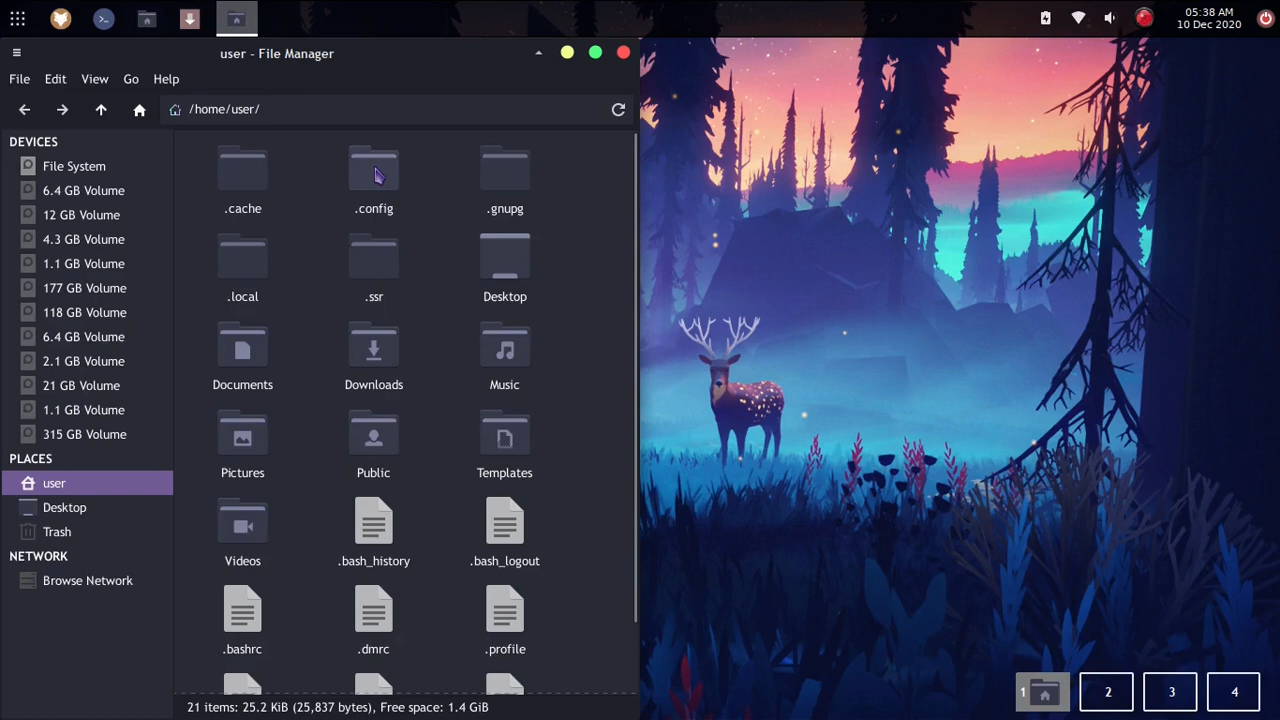 05:38 AM
10 Dec 2020
user - File Manager
File Edit View Go Help
/home/user/
DEVICES
File System
6.4 GB Volume
12 GB Volume
4.3 GB Volume
1.1 GB Volume
177 GB Volume
118 GB Volume
6.4 GB Volume
2.1 GB Volume
21 GB Volume
1.1 GB Volume
315 GB Volume
PLACES
user
Desktop
Trash
NETWORK
Browse Network
.cache .config .gnupg
.local .ssr Desktop
Documents Downloads Music
Pictures Public Templates
Videos .bash_history .bash_logout
.bashrc .dmrc .profile
21 items: 25.2 KiB (25,837 bytes), Free space: 1.4 GiB
1 2 3 4